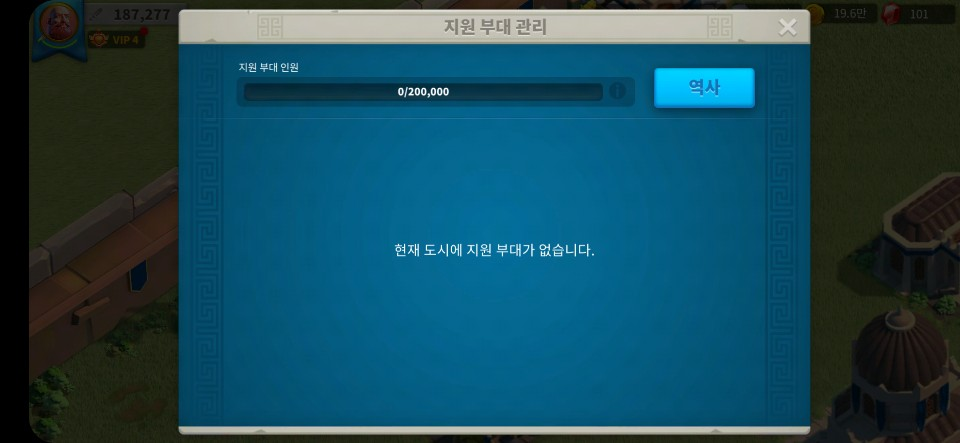 187,277
지원 부대 관리
19.6만
101
VIP 4
지원 부대 인원
0/200,000
역사
현재 도시에 지원 부대가 없습니다.